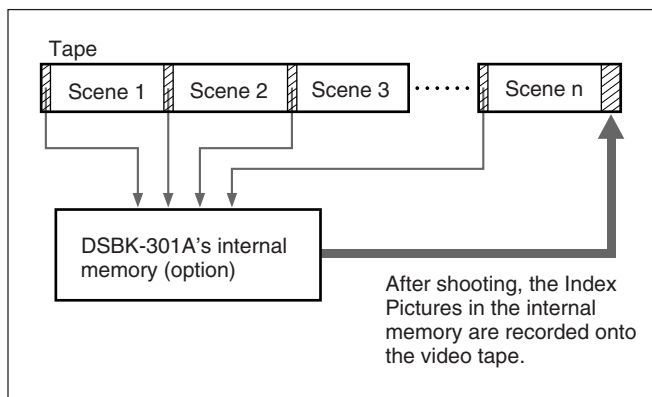 Tape
Scene 1
Scene 2
Scene 3
Scene n
DSBK-301A's internal
memory (option)
After shooting, the Index
Pictures in the internal
memory are recorded onto
the video tape.